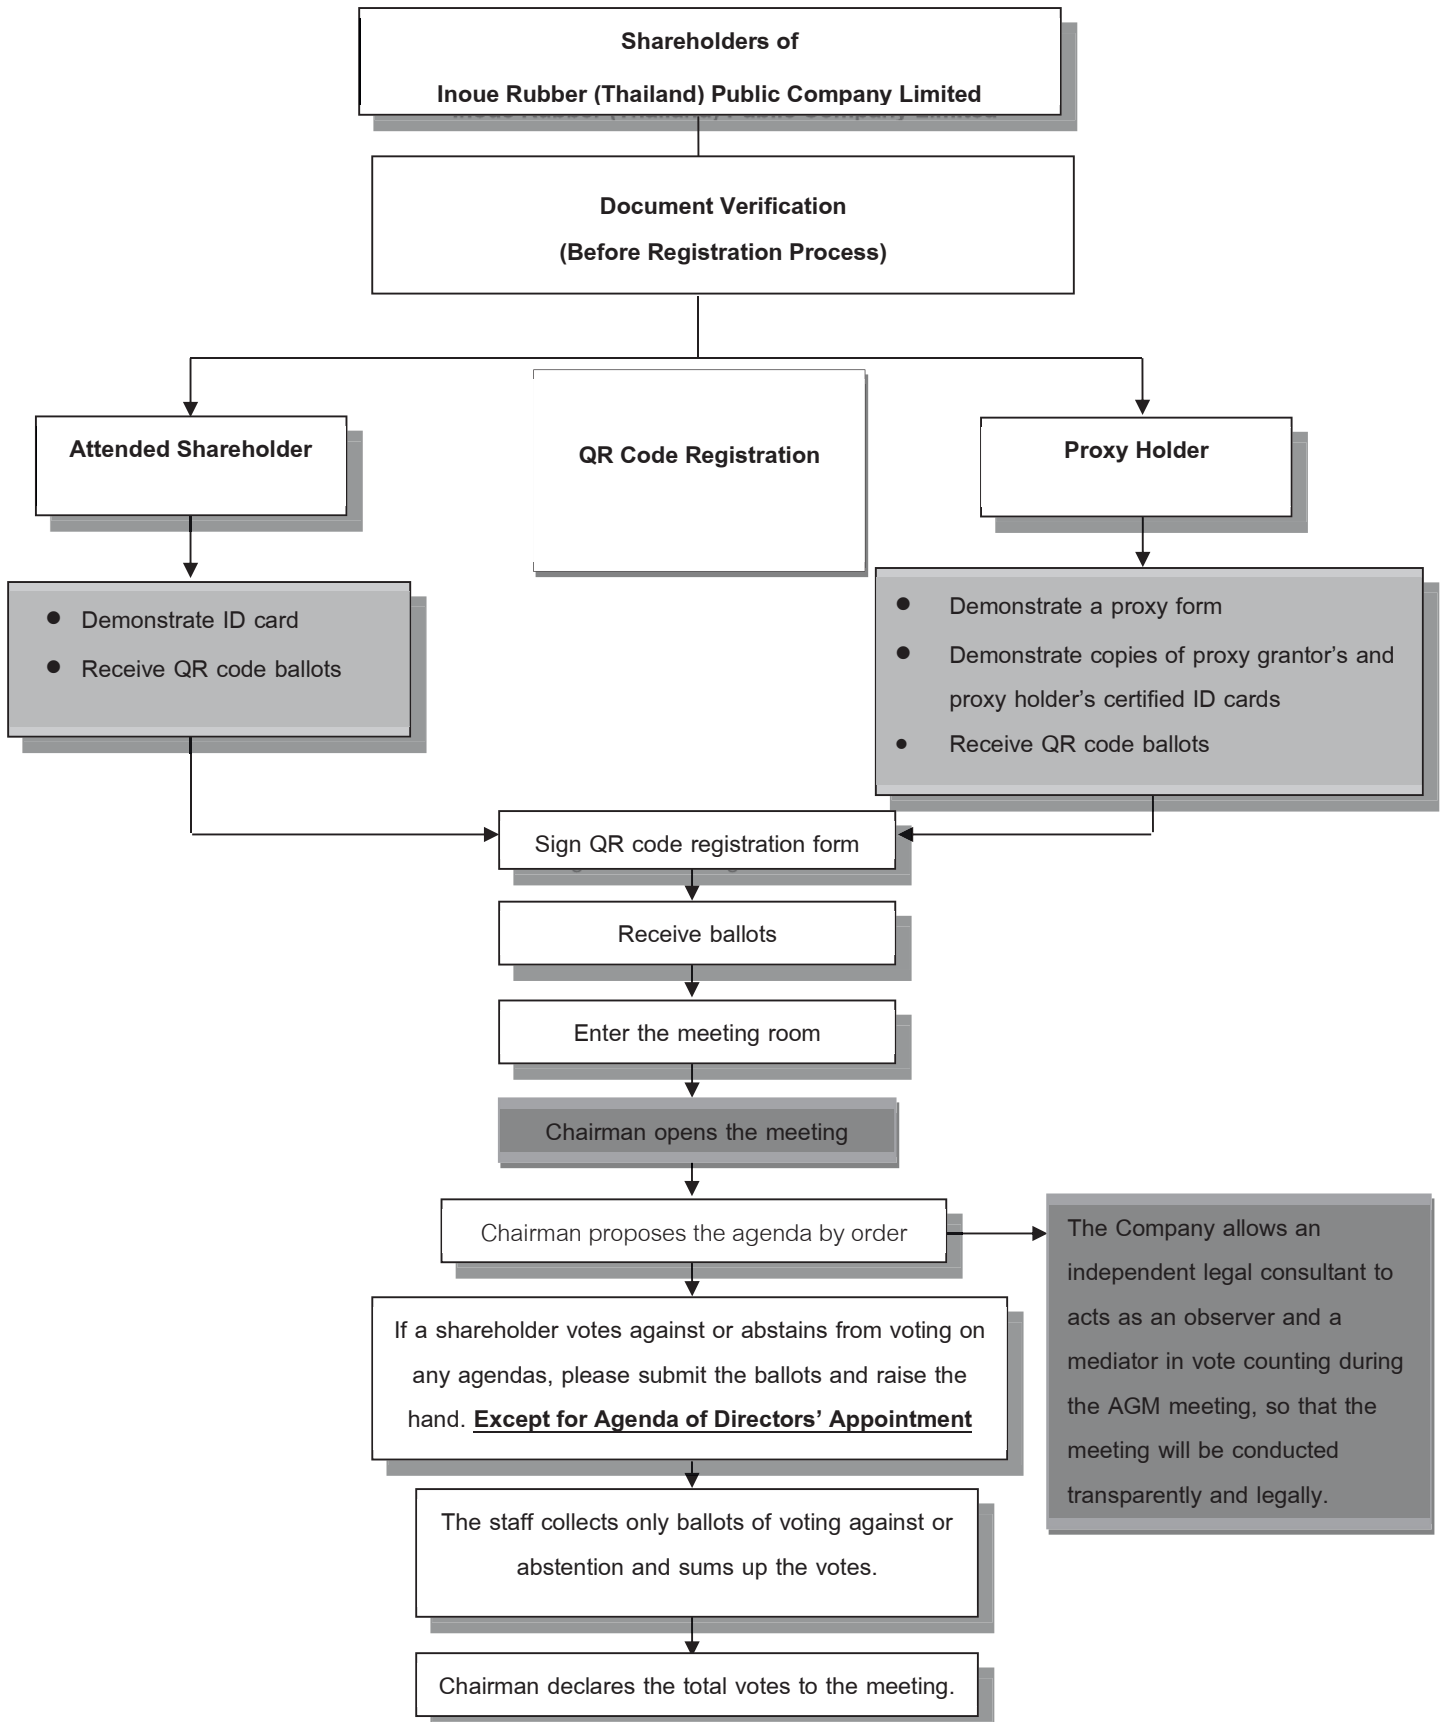 Shareholders of
Inoue Rubber (Thailand) Public Company Limited
Document Verification
(Before Registration Process)
Attended Shareholder
QR Code Registration
Proxy Holder
● Demonstrate ID card
● Receive QR code ballots
● Demonstrate a proxy form
● Demonstrate copies of proxy grantor’s and
proxy holder’s certified ID cards
● Receive QR code ballots
Sign QR code registration form
Receive ballots
Enter the meeting room
Chairman opens the meeting
Chairman proposes the agenda by order
The Company allows an
independent legal consultant to
acts as an observer and a
mediator in vote counting during
the AGM meeting, so that the
meeting will be conducted
transparently and legally.
If a shareholder votes against or abstains from voting on
any agendas, please submit the ballots and raise the
hand. Except for Agenda of Directors’ Appointment
The staff collects only ballots of voting against or
abstention and sums up the votes.
Chairman declares the total votes to the meeting.